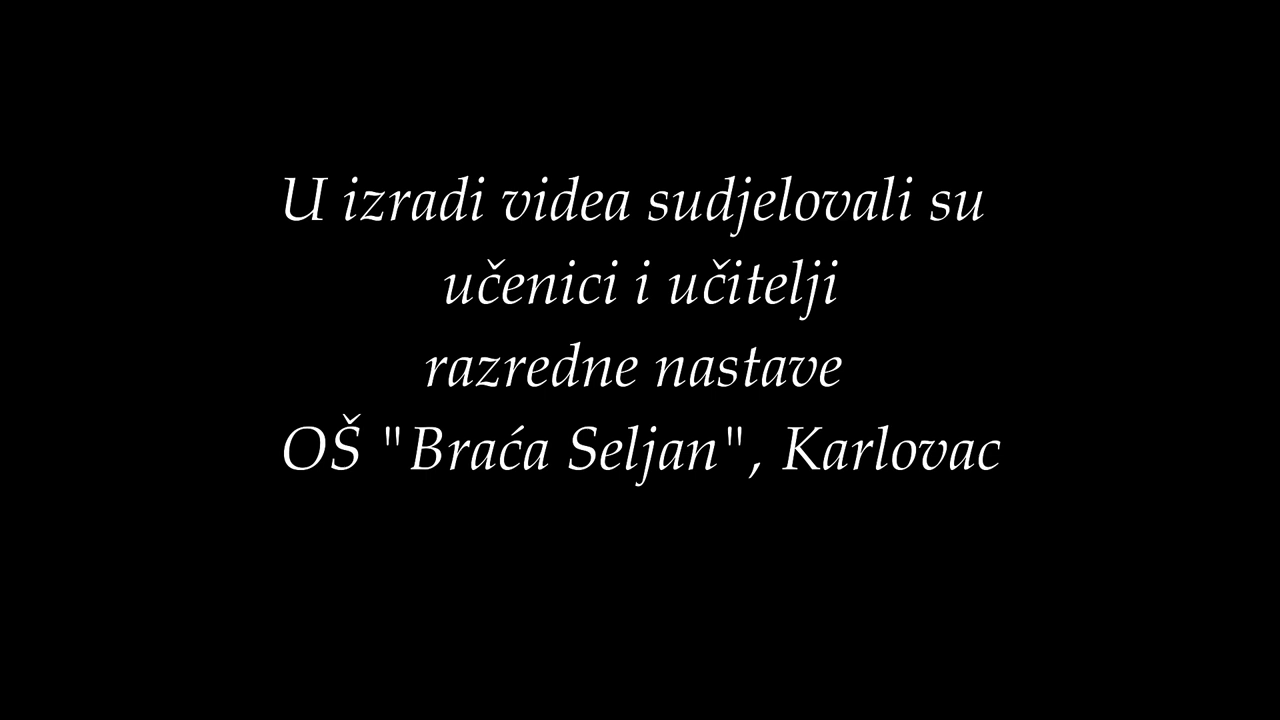 U izradi videa sudjelovali su
učenici i učitelji
razredne nastave
OŠ "Braća Seljan", Karlovac